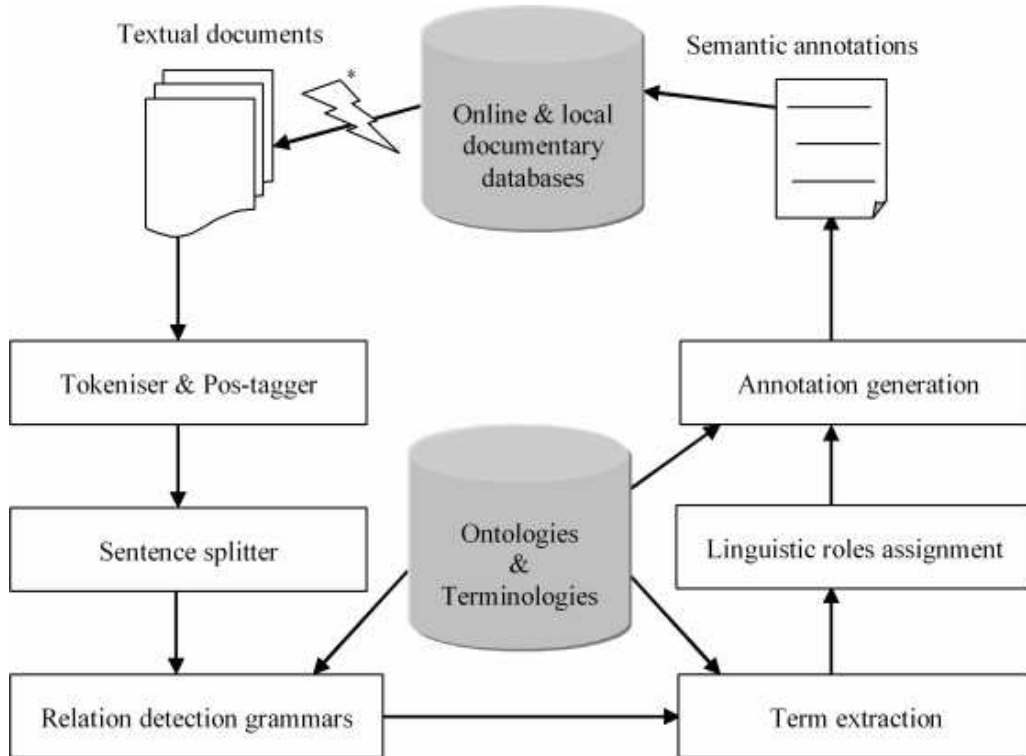 Textual documents
*
Online & local
documentary
databases
Semantic annotations
Tokeniser & Pos-tagger
Annotation generation
Sentence splitter
Ontologies
&
Terminologies
Linguistic roles assignment
Relation detection grammars
Term extraction